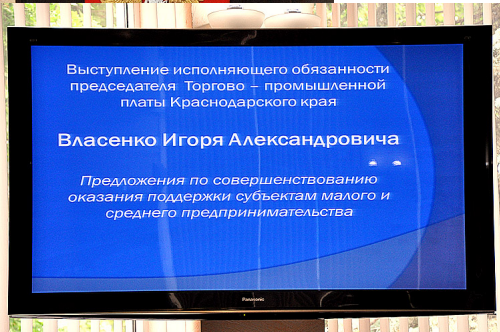 Выступление исполняющего обязанности
председателя Торгово – промышленной
платы Краснодарского края
Власенко Игоря Александровича
Предложения по совершенствованию
оказания поддержки субъектам малого и
среднего предпринимательства
Panasonic